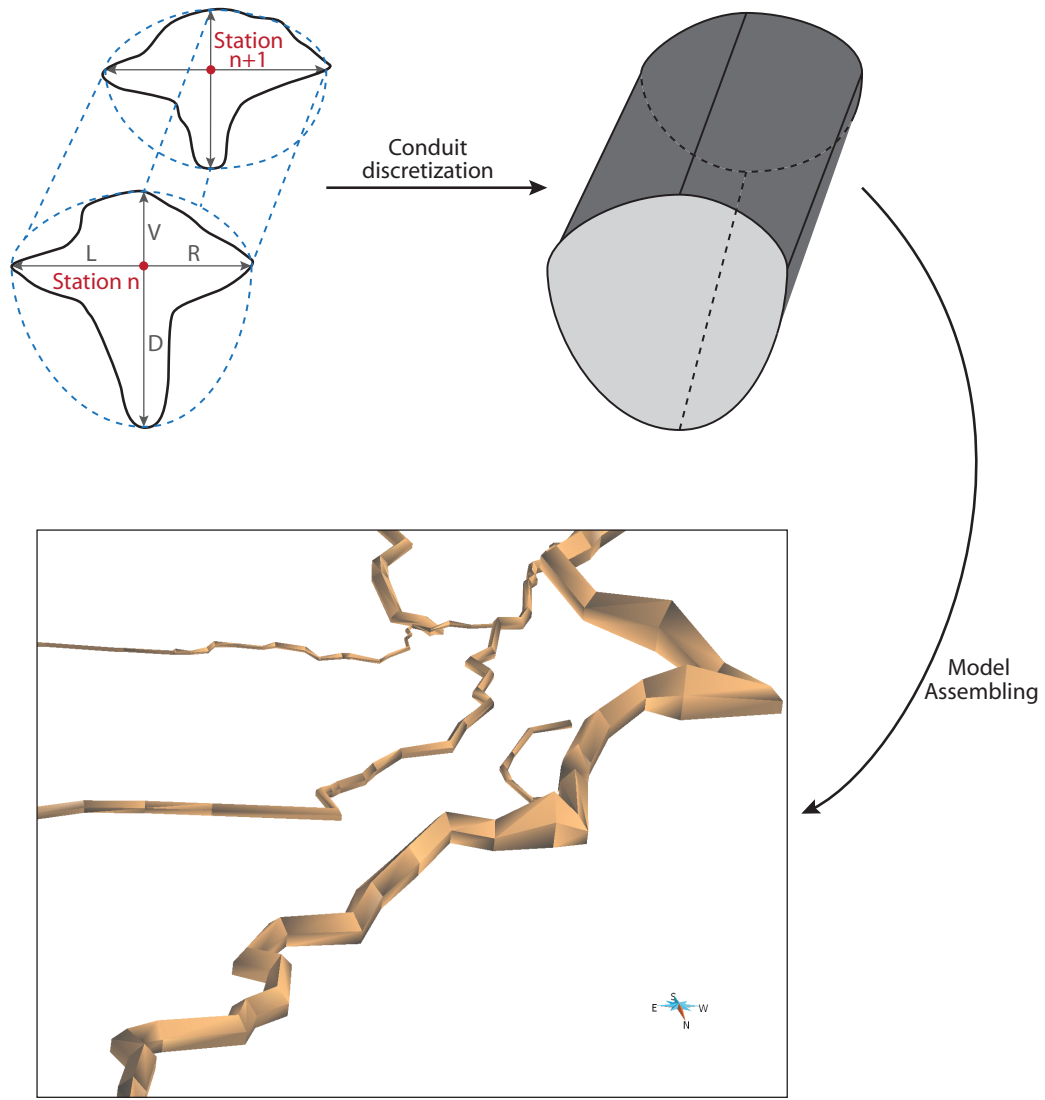 Station
n+1
Conduit
discretization
V
L
R
Station n
D
Model
Assembling
S
E
W
N